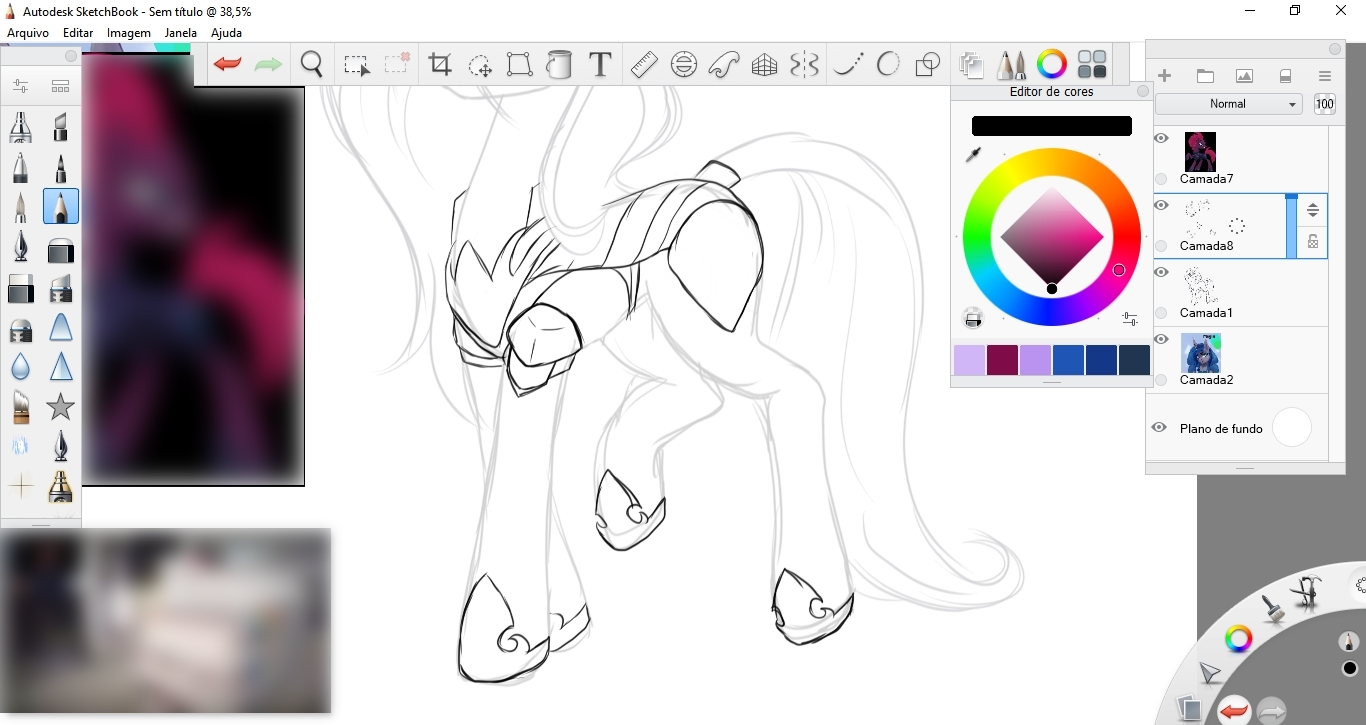 Autodesk SketchBook - Sem título @ 38,5%
Arquivo Editar Imagem Janela Ajuda
Editor de cores
Normal
100
Camada7
Camada8
Camada1
Camada2
Plano de fundo